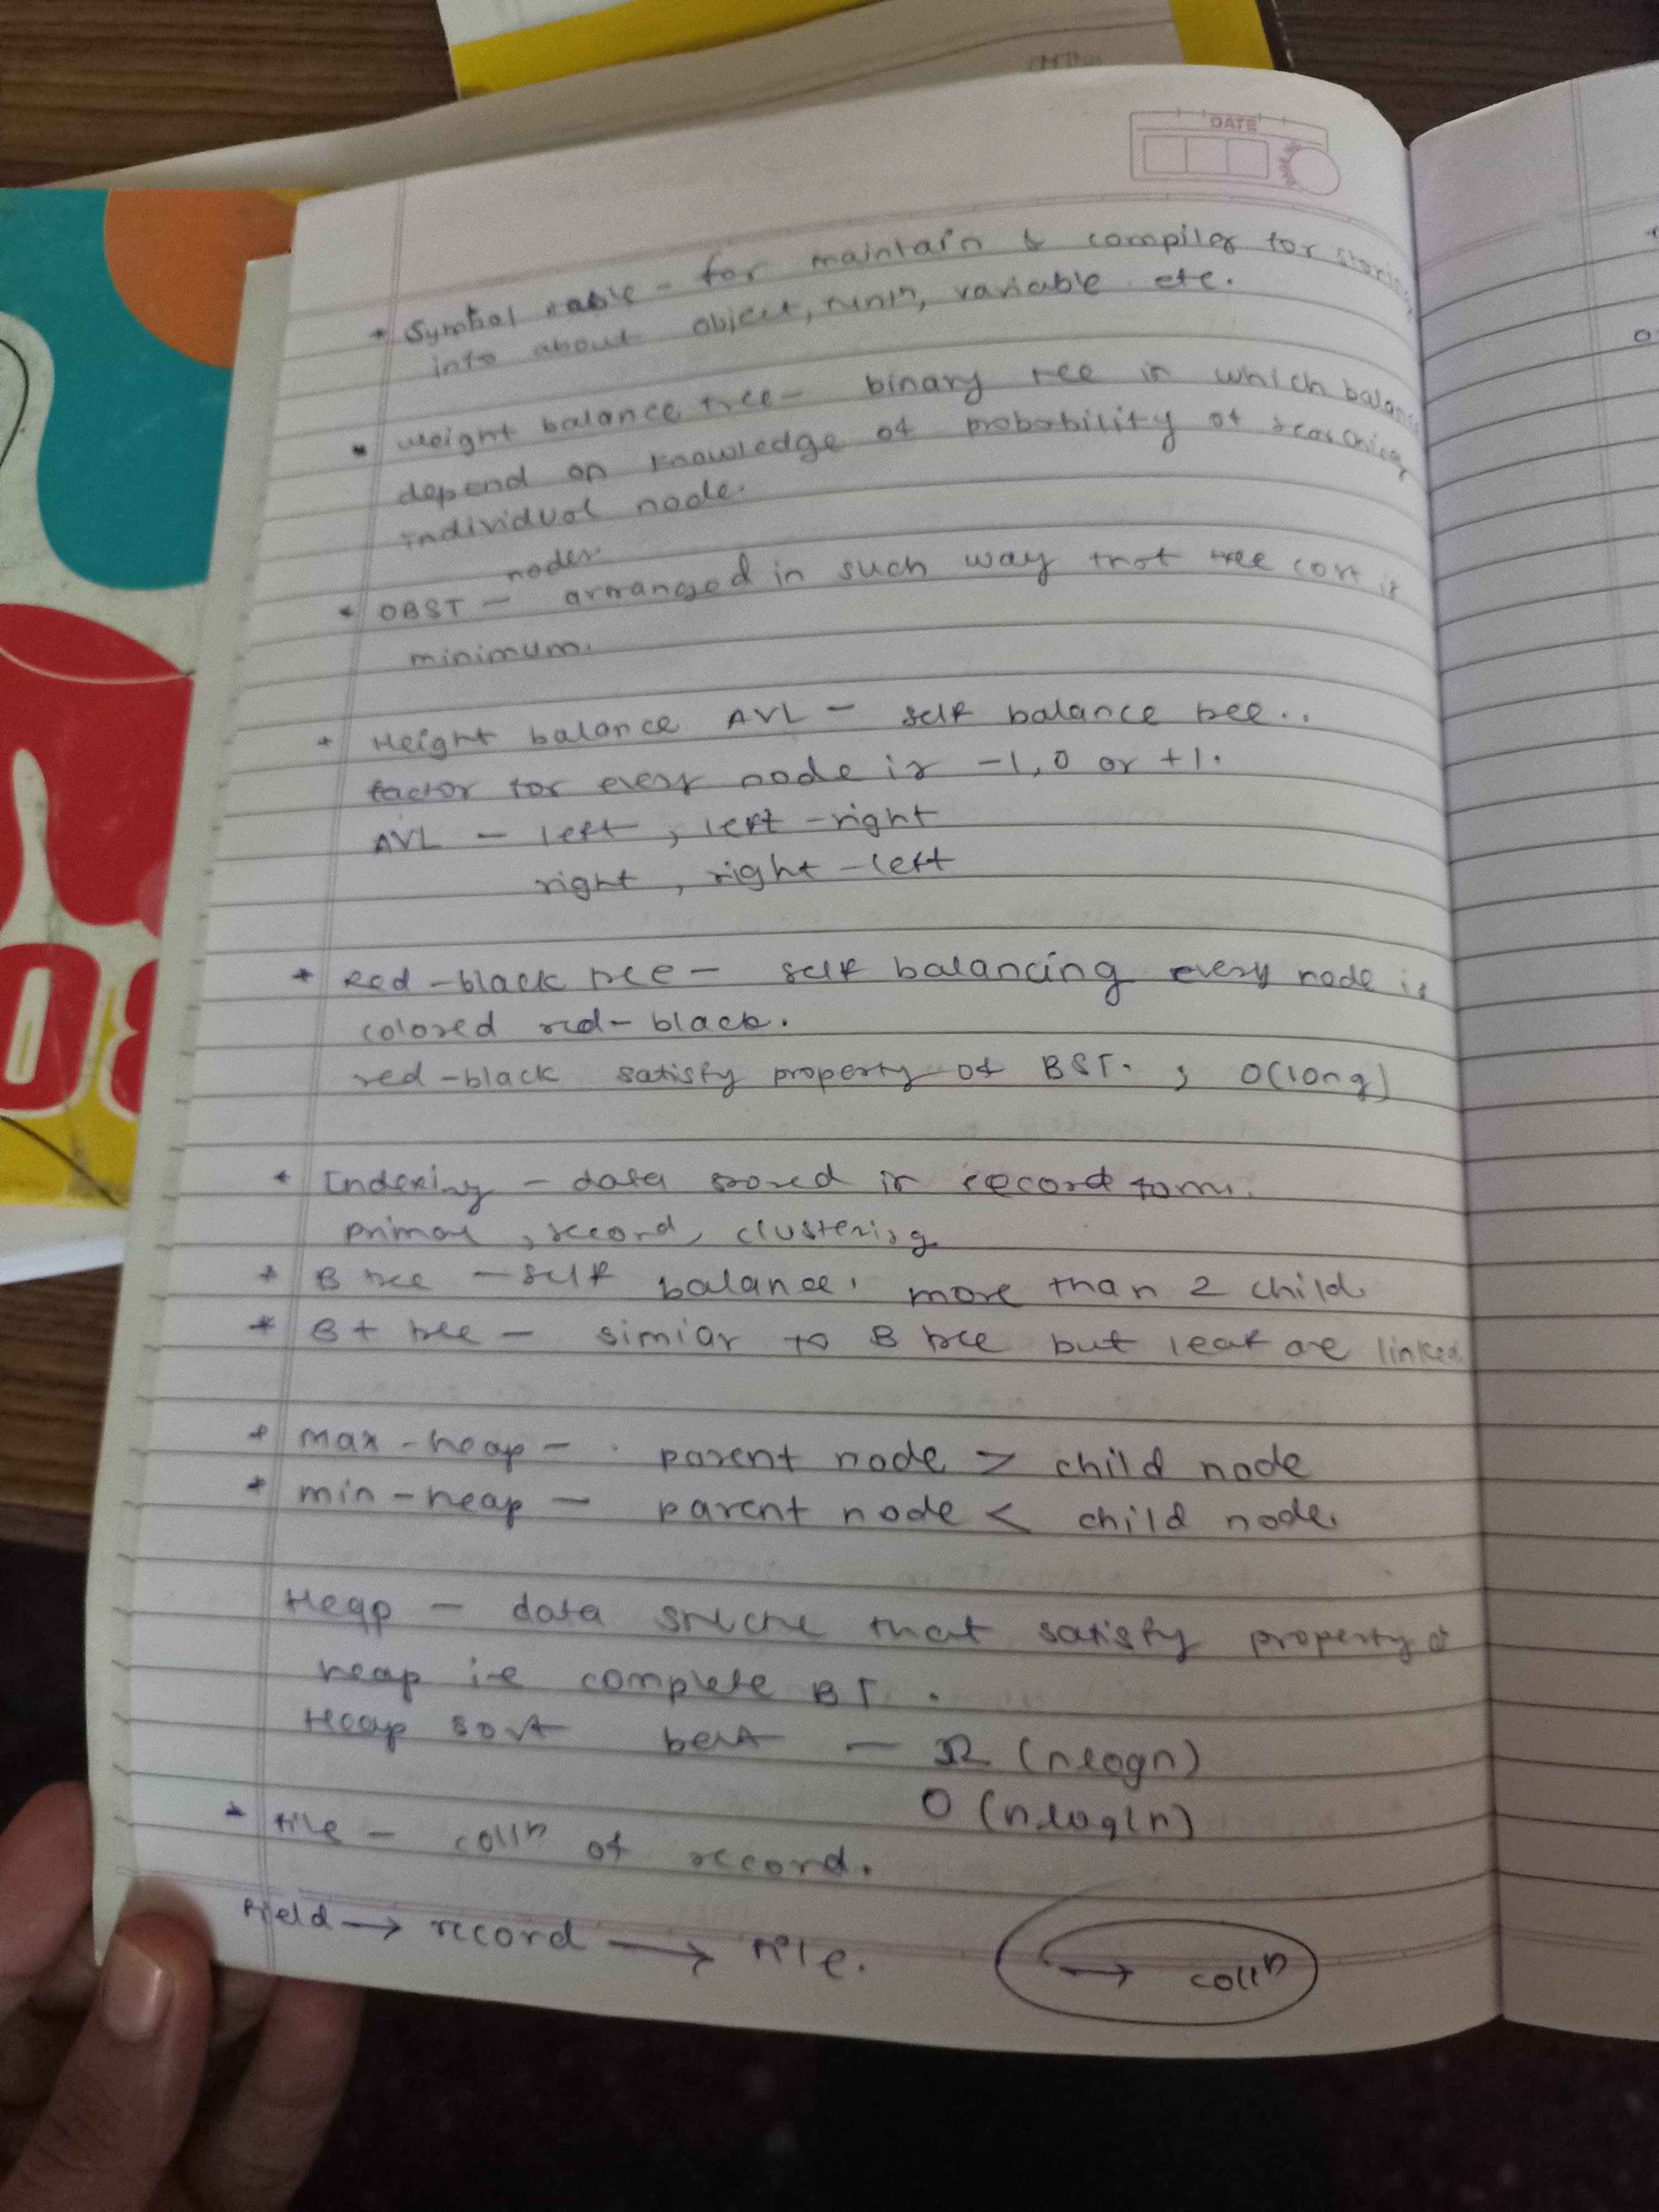 DATE
* Symbol table - for maintain & compiler for storing
info about object, funⁿ, variable etc.
* Weight balance tree - binary tree in which balance
depend on knowledge of probability of searching
individual node.
nodes
* OBST - arranged in such way that tree cost is
minimum.
* Height balance AVL - self balance tree..
factor for every node is -1, 0 or +1.
AVL - left, left-right
right, right-left
* Red-black tree - self balancing every node is
colored red-black.
red-black satisfy property of BST. ; O(logn)
* Indexing - data stored in record form.
primar, second, clustering
* B tree - self balance, more than 2 child
* B+ tree - simiar to B tree but leaf are linked
* max-heap - parent node > child node
* min-heap - parent node < child node.
Heap - data struture that satisfy property of
heap i-e complete BT.
Heap sort best - Ω (nlogn)
O (nlog(n)
* File - collⁿ of record.
Field → record → File.
→ collⁿ